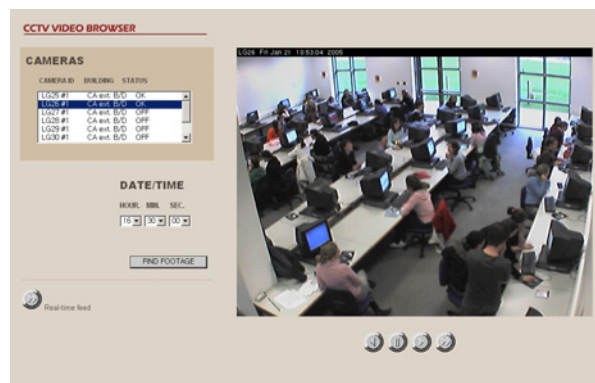 CCTV VIDEO BROWSER
LG26 Fri Jan 21 10:53:04 2005
CAMERAS
CAMERA ID BUILDING STATUS
LG25 #1 CA ext. B/D OK
LG26 #1 CA ext. B/D OK
LG27 #1 CA ext. B/D OFF
LG28 #1 CA ext. B/D OFF
LG29 #1 CA ext. B/D OFF
LG30 #1 CA ext. B/D OFF
DATE/TIME
HOUR. MIN. SEC.
16 30 00
FIND FOOTAGE
Real-time feed